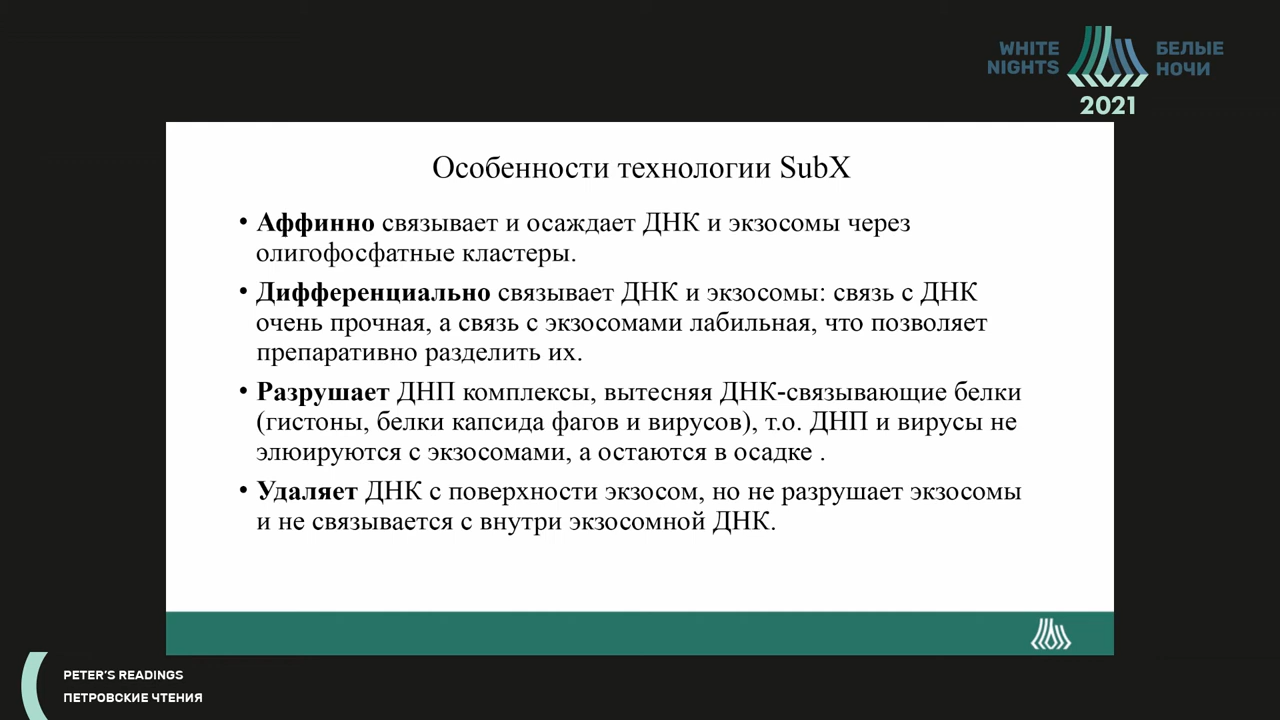 WHITE NIGHTS
БЕЛЫЕ НОЧИ
2021
Особенности технологии SubX
• Аффинно связывает и осаждает ДНК и экзосомы через
олигофосфатные кластеры.
• Дифференциально связывает ДНК и экзосомы: связь с ДНК
очень прочная, а связь с экзосомами лабильная, что позволяет
препаративно разделить их.
• Разрушает ДНП комплексы, вытесняя ДНК-связывающие белки
(гистоны, белки капсида фагов и вирусов), т.о. ДНП и вирусы не
элюируются с экзосомами, а остаются в осадке .
• Удаляет ДНК с поверхности экзосом, но не разрушает экзосомы
и не связывается с внутри экзосомной ДНК.
PETER'S READINGS
ПЕТРОВСКИЕ ЧТЕНИЯ